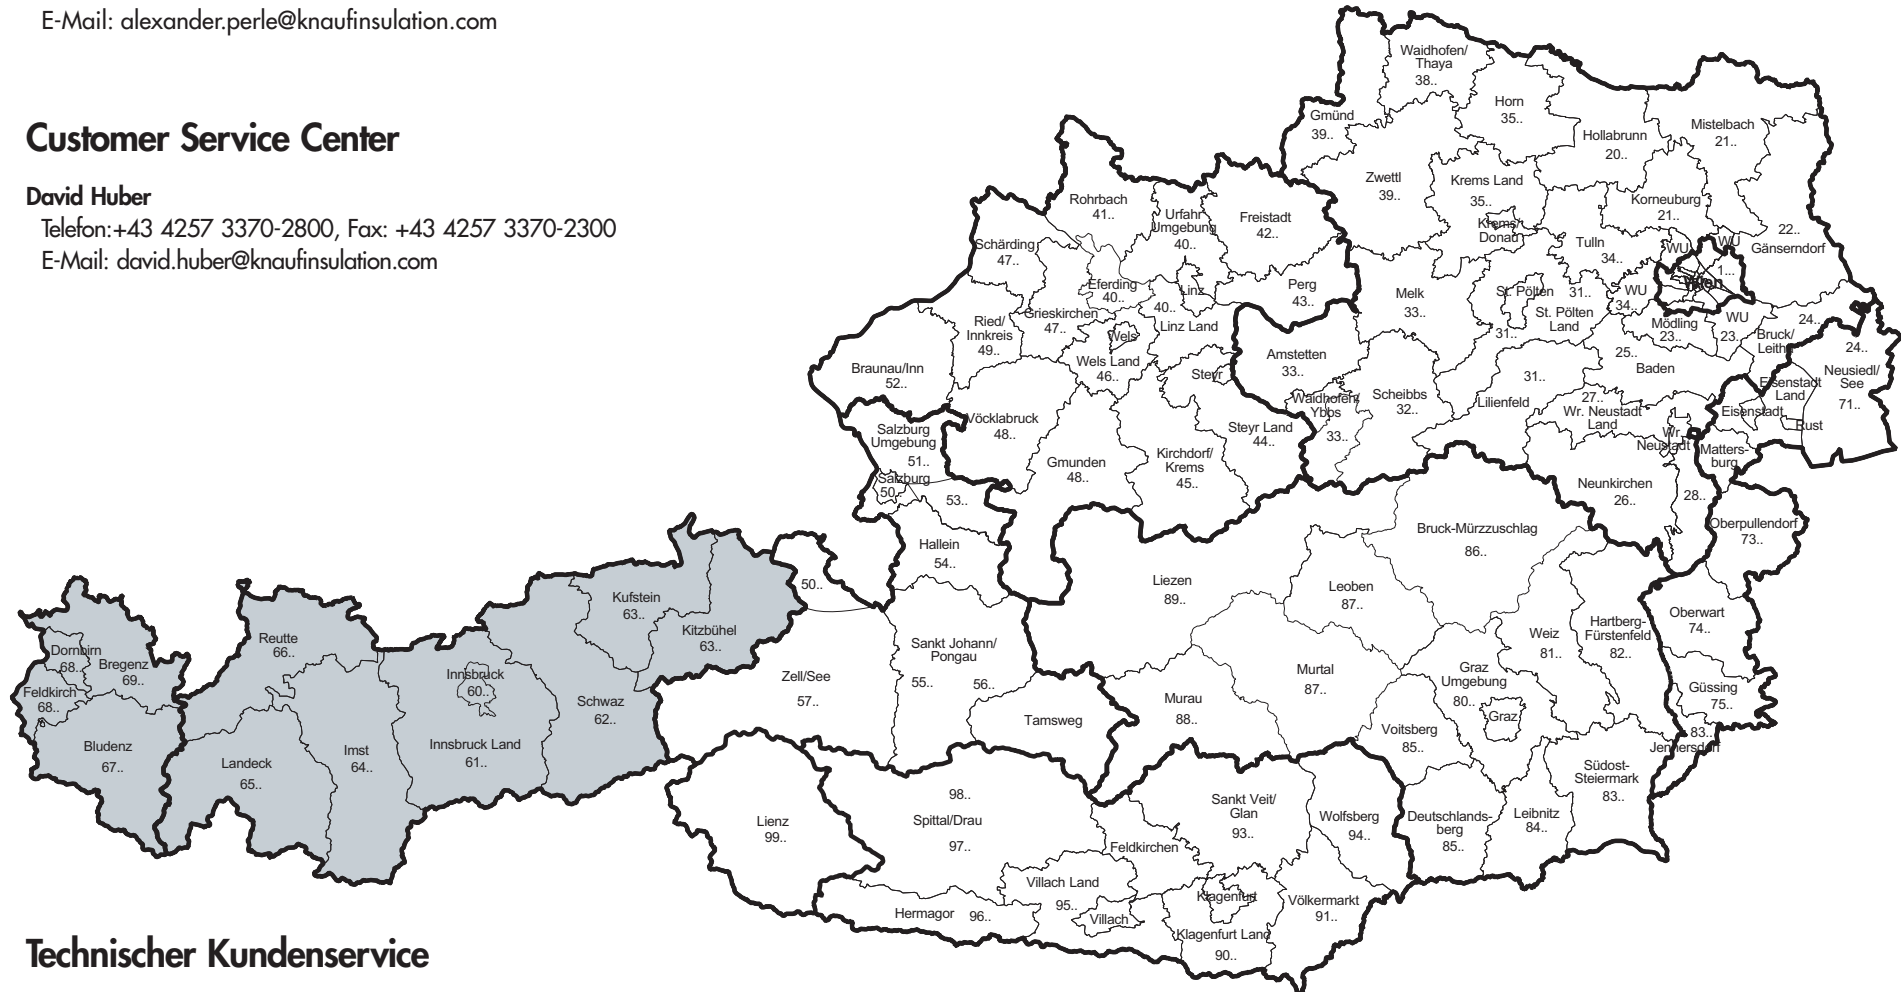 E-Mail: alexander.perle@knaufinsulation.com
Customer Service Center
David Huber
Telefon:+43 4257 3370-2800, Fax: +43 4257 3370-2300
E-Mail: david.huber@knaufinsulation.com
Waidhofen/
Thaya
38..
Gmünd
39..
Horn
35..
Hollabrunn
20..
Mistelbach
21..
Zwettl
39..
Krems Land
35..
Krems/
Donau
Korneuburg
21..
Tulln
34..
22..
Gänserndorf
WU
WU
1...
Wien
WU
34..
Rohrbach
41..
Urfahr
Umgebung
40..
Freistadt
42..
Schärding
47..
Eferding
40..
Linz
40..
Linz Land
Perg
43..
Melk
33..
St. Pölten
31..
St. Pölten
Land
31..
Mödling
23..
WU
23..
24..
Bruck/
Leitha
24..
Neusiedl/
See
71..
Ried/
Innkreis
49..
Grieskirchen
47..
Wels
Wels Land
46..
Steyr
Amstetten
33..
Braunau/Inn
52..
25..
Baden
Eisenstadt
Land
Eisenstadt
Rust
Waidhofen/
Ybbs
33..
Scheibbs
32..
31..
Lilienfeld
27..
Wr. Neustadt
Land
Wr.
Neustadt
Matters-
burg
Salzburg
Umgebung
51..
Vöcklabruck
48..
Gmunden
48..
Kirchdorf/
Krems
45..
Steyr Land
44..
Salzburg
50..
53..
Neunkirchen
26..
28..
Oberpullendorf
73..
Hallein
54..
Bruck-Mürzzuschlag
86..
Liezen
89..
Leoben
87..
50..
Kufstein
63..
Kitzbühel
63..
Reutte
66..
Dornbirn
68..
Bregenz
69..
Feldkirch
68..
Bludenz
67..
Landeck
65..
Imst
64..
Innsbruck
60..
Innsbruck Land
61..
Schwaz
62..
Zell/See
57..
Sankt Johann/
Pongau
55..
56..
Tamsweg
Murau
88..
Murtal
87..
Graz
Umgebung
80..
Graz
Weiz
81..
Hartberg-
Fürstenfeld
82..
Oberwart
74..
Güssing
75..
83..
Jennersdorf
Voitsberg
85..
Südost-
Steiermark
83..
Deutschlands-
berg
85..
Leibnitz
84..
Lienz
99..
98..
Spittal/Drau
97..
Feldkirchen
Sankt Veit/
Glan
93..
Wolfsberg
94..
Villach Land
95..
Villach
Hermagor
96..
Klagenfurt
Klagenfurt Land
90..
Völkermarkt
91..
Technischer Kundenservice